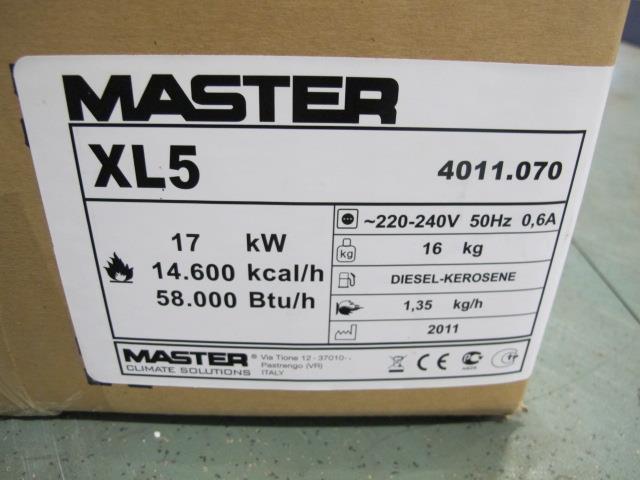 MASTER
XL5
4011.070
17 kW
14.600 kcal/h
58.000 Btu/h
~220-240V 50Hz 0,6A
kg
16 kg
DIESEL-KEROSENE
1,35 kg/h
2011
MASTER®
CLIMATE SOLUTIONS
Via Tione 12 - 37010-.
Pastrengo (VR)
ITALY
CE